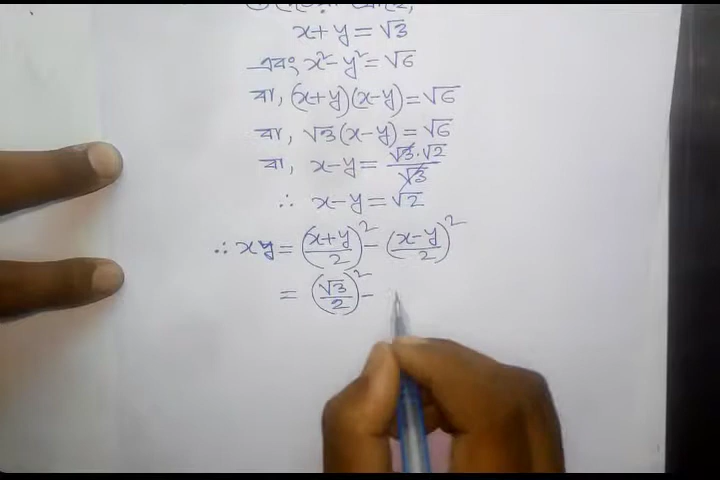 x + y = √3
এবং x² - y² = √6
বা, (x+y)(x-y) = √6
বা, √3(x-y) = √6
বা, x-y = √3·√2/√3
∴ x-y = √2
∴ xy = ((x+y)/2)² - ((x-y)/2)²
= (√3/2)² -